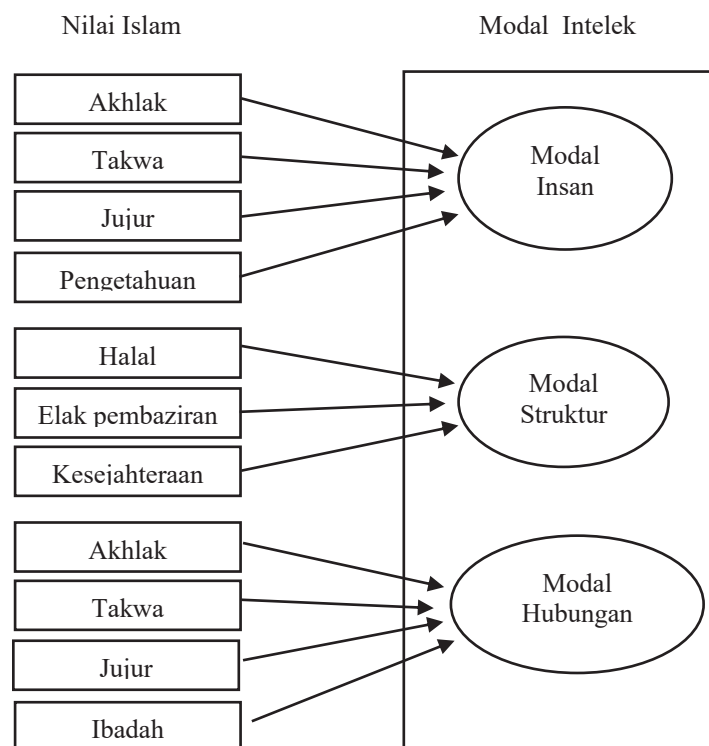 Nilai Islam
Modal Intelek
Akhlak
Takwa
Jujur
Pengetahuan
Modal
Insan
Halal
Elak pembaziran
Kesejahteraan
Modal
Struktur
Akhlak
Takwa
Jujur
Ibadah
Modal
Hubungan